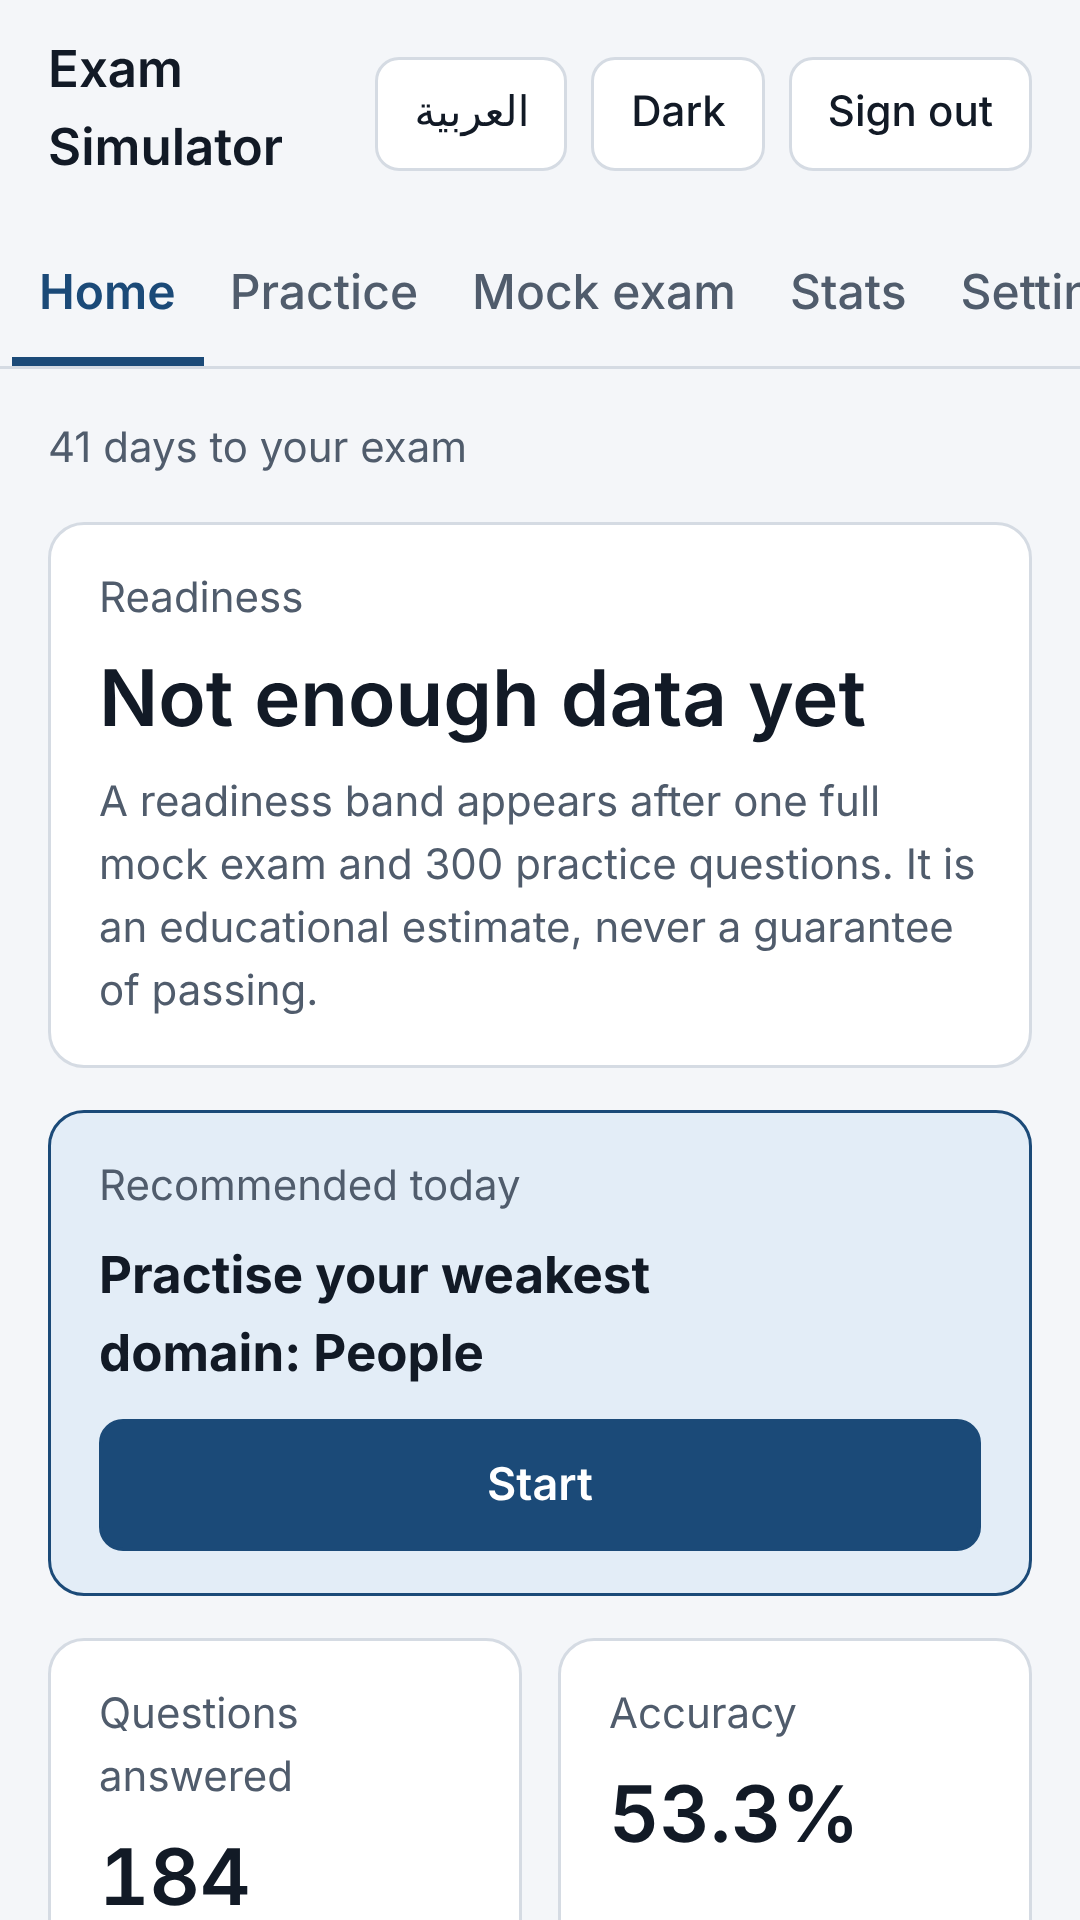 Exam
Simulator
العربية
Dark
Sign out
Home
Practice
Mock exam
Stats
41 days to your exam
Readiness
Not enough data yet
A readiness band appears after one full
mock exam and 300 practice questions. It is
an educational estimate, never a guarantee
of passing.
Recommended today
Practise your weakest
domain: People
Start
Questions
answered
184
Accuracy
53.3%